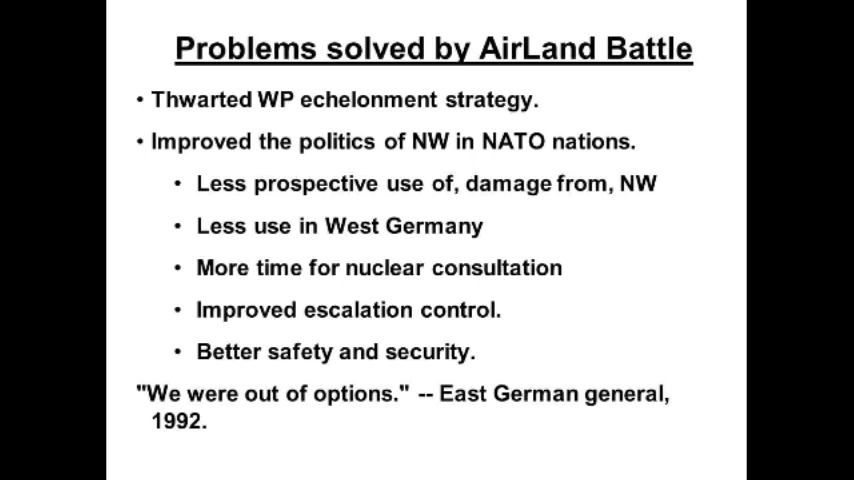 Problems solved by AirLand Battle
• Thwarted WP echelonment strategy.
• Improved the politics of NW in NATO nations.
• Less prospective use of, damage from, NW
• Less use in West Germany
• More time for nuclear consultation
• Improved escalation control.
• Better safety and security.
"We were out of options." -- East German general,
1992.